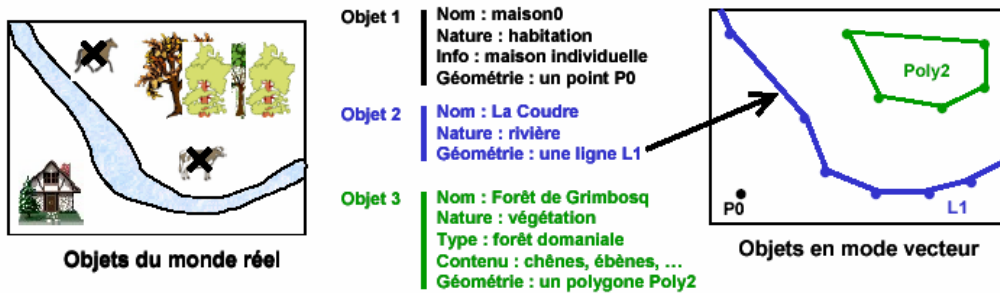 Objet 1
Nom : maison0
Nature : habitation
Info : maison individuelle
Géométrie : un point P0
Objet 2
Nom : La Coudre
Nature : rivière
Géométrie : une ligne L1
Objet 3
Nom : Forêt de Grimbosq
Nature : végétation
Type : forêt domaniale
Contenu : chênes, ébènes, ...
Géométrie : un polygone Poly2
Objets du monde réel
Poly2
P0
L1
Objets en mode vecteur